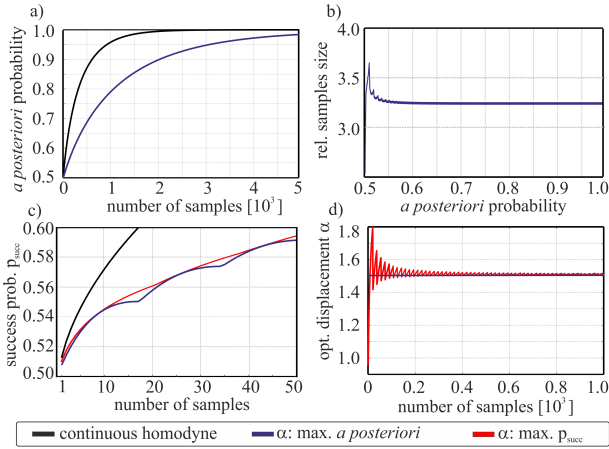 a)
1.0
0.9
0.8
0.7
0.6
0.5
a posteriori probability
0 1 2 3 4 5
number of samples [10³]
b)
4.0
3.5
3.0
rel. samples size
0.5 0.6 0.7 0.8 0.9 1.0
a posteriori probability
c)
0.60
0.58
0.56
0.54
0.52
0.50
success prob. p_succ
1 10 20 30 40 50
number of samples
d)
1.8
1.6
1.4
1.2
1.0
opt. displacement α
0 0.2 0.4 0.6 0.8 1.0
number of samples [10³]
continuous homodyne
α: max. a posteriori
α: max. p_succ